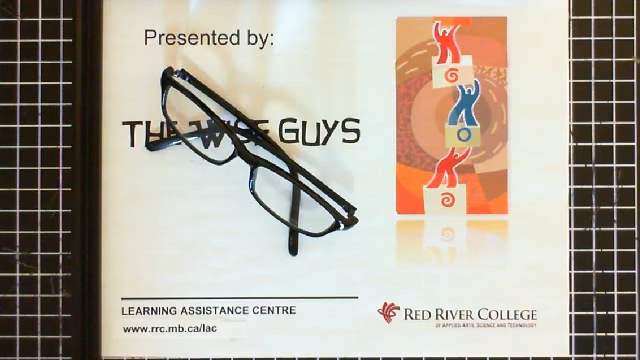 Presented by:
THE WISE GUYS
LEARNING ASSISTANCE CENTRE
www.rrc.mb.ca/lac
RED RIVER COLLEGE
OF APPLIED ARTS, SCIENCE AND TECHNOLOGY